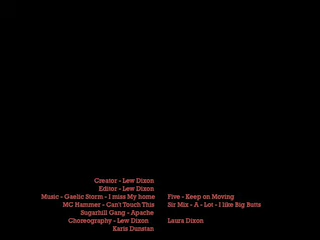 Creator - Lew Dixon
Editor - Lew Dixon
Music - Gaelic Storm - I miss My home Five - Keep on Moving
MC Hammer - Can't Touch This Sir Mix - A - Lot - I like Big Butts
Sugarhill Gang - Apache
Choreography - Lew Dixon Laura Dixon
Karis Dunstan